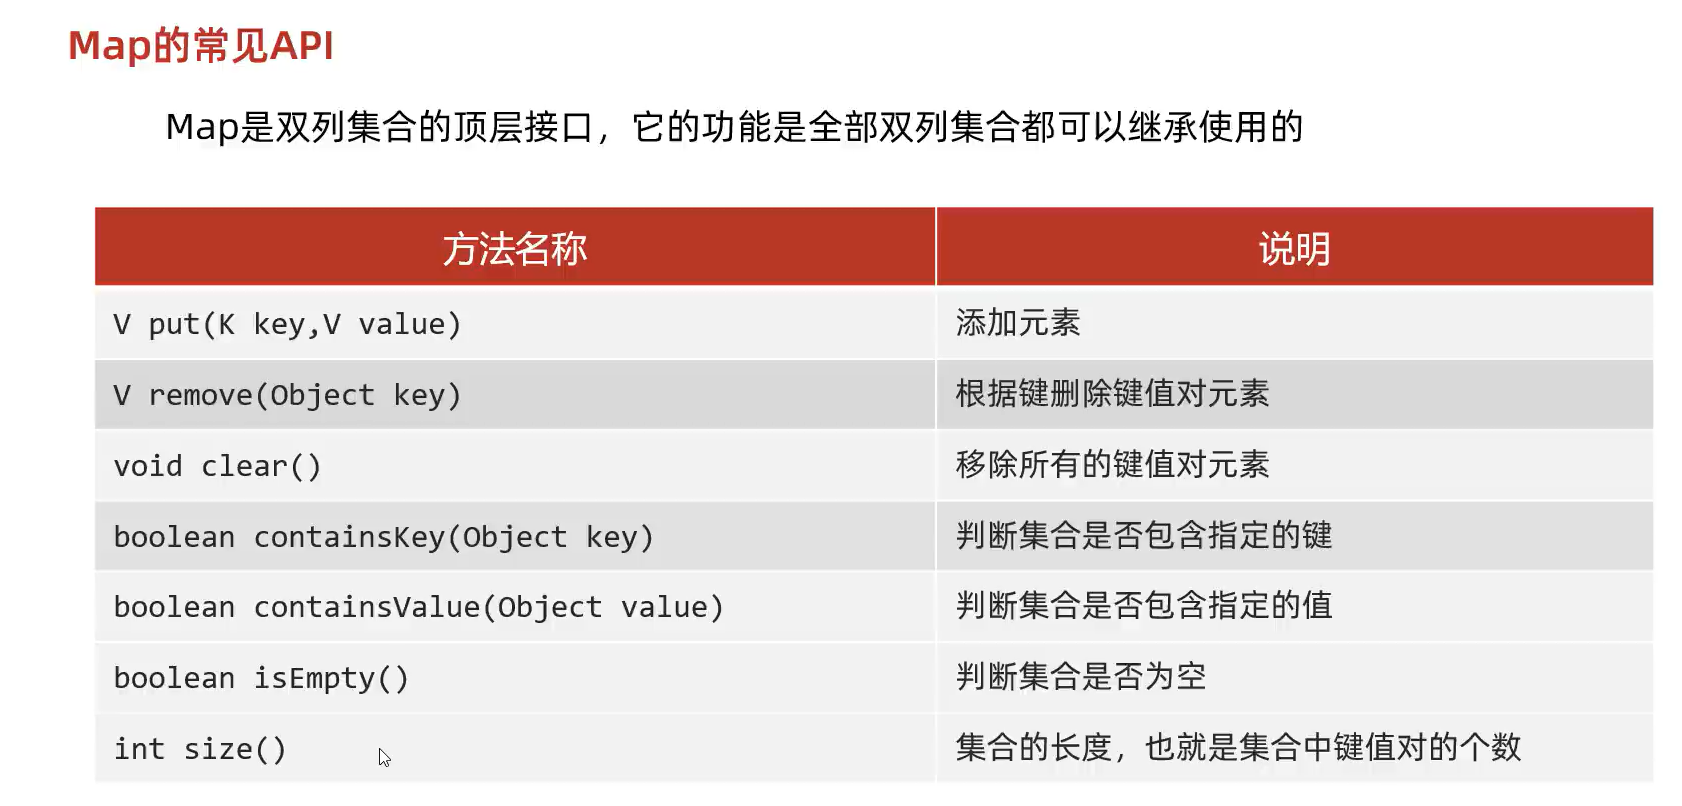 Map的常见API
Map是双列集合的顶层接口，它的功能是全部双列集合都可以继承使用的
方法名称 说明
V put(K key,V value) 添加元素
V remove(Object key) 根据键删除键值对元素
void clear() 移除所有的键值对元素
boolean containsKey(Object key) 判断集合是否包含指定的键
boolean containsValue(Object value) 判断集合是否包含指定的值
boolean isEmpty() 判断集合是否为空
int size() 集合的长度，也就是集合中键值对的个数